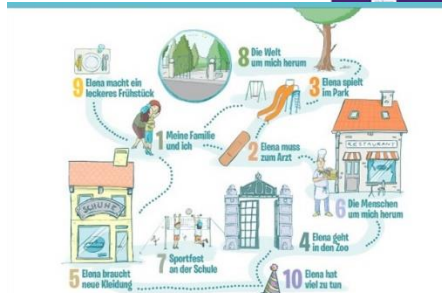 8 Die Welt
um mich herum
9 Elena macht ein
leckeres Frühstück
3 Elena spielt
im Park
1 Meine Familie
und ich
2 Elena muss
zum Arzt
RESTAURANT
SCHUHE
6 Die Menschen
um mich herum
4 Elena geht
in den Zoo
7 Sportfest
an der Schule
5 Elena braucht
neue Kleidung
10 Elena hat
viel zu tun